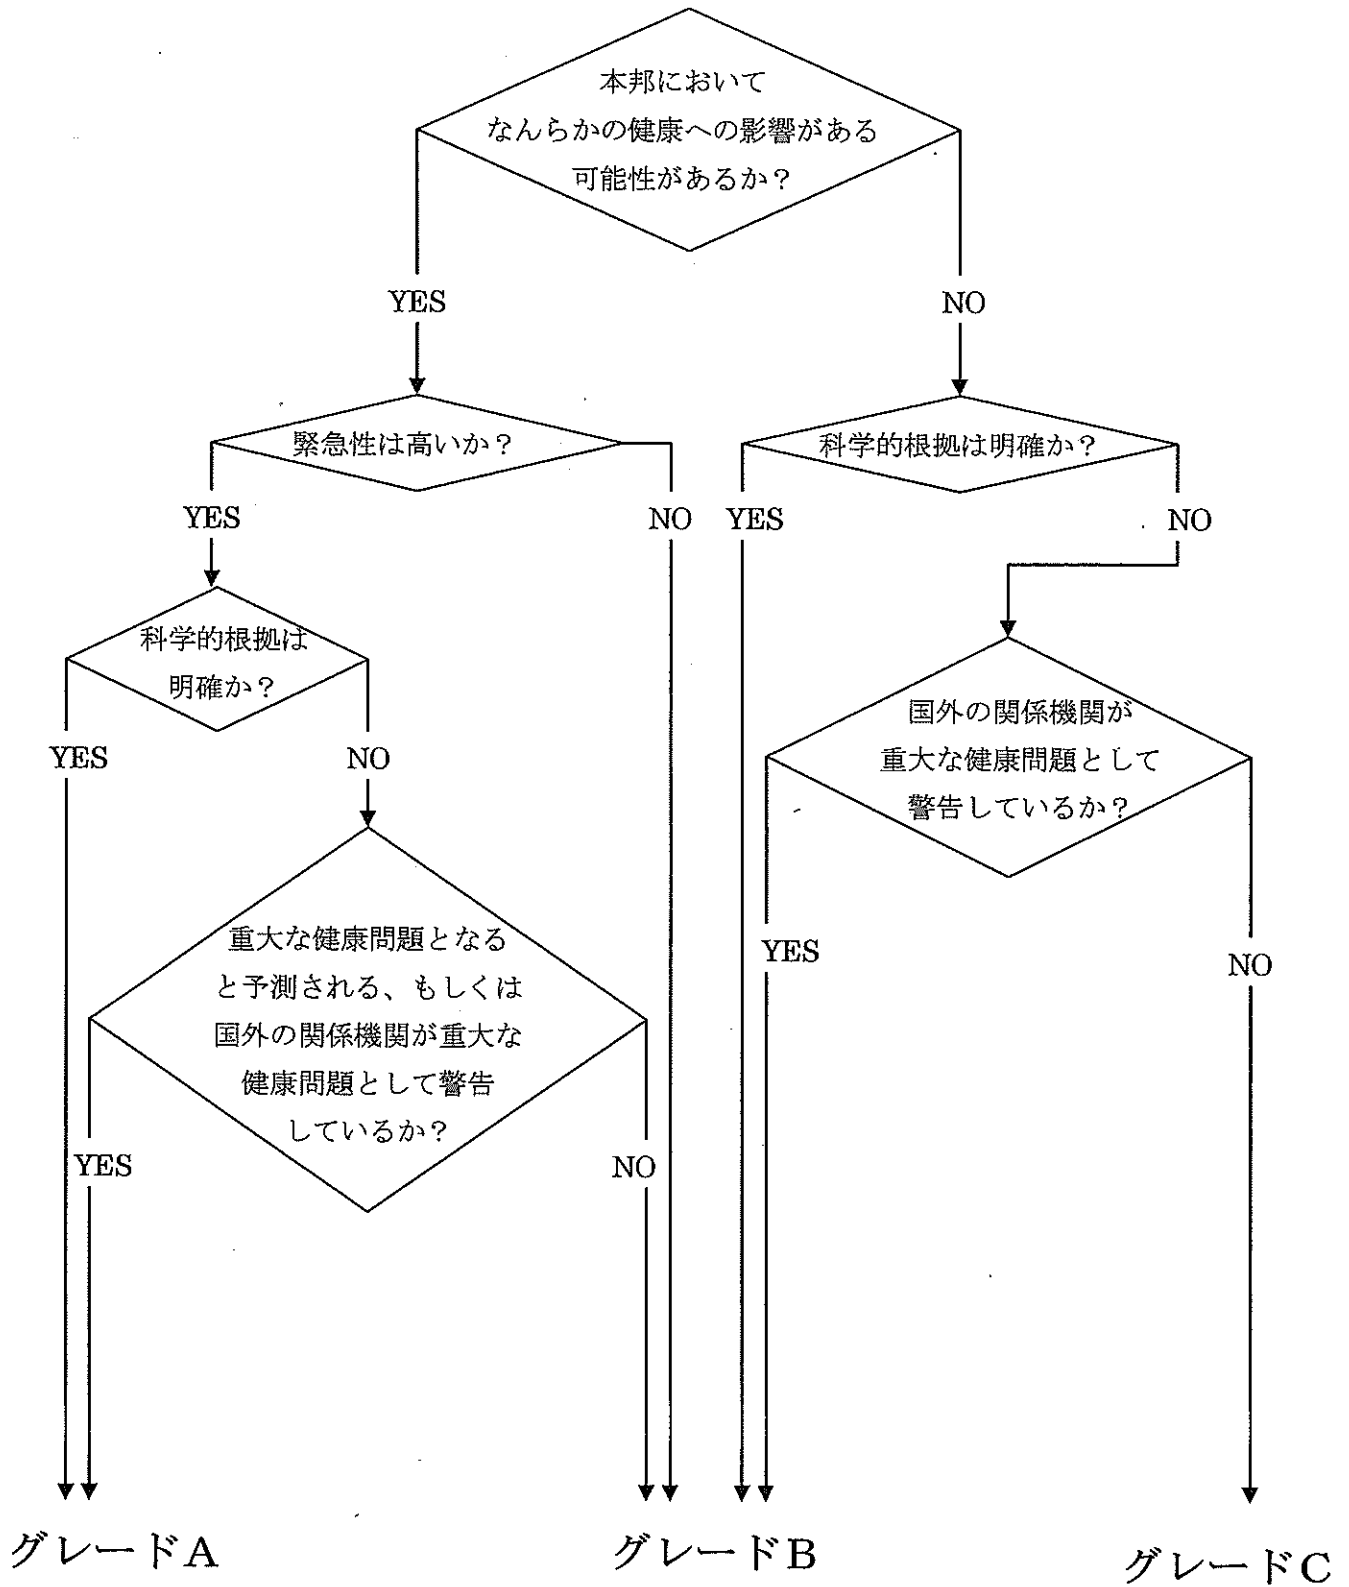 本邦において
なんらかの健康への影響がある
可能性があるか？
YES
NO
緊急性は高いか？
科学的根拠は明確か？
YES
NO
YES
NO
科学的根拠は
明確か？
国外の関係機関が
重大な健康問題として
警告しているか？
YES
NO
重大な健康問題となる
と予測される、もしくは
国外の関係機関が重大な
健康問題として警告
しているか？
YES
NO
YES
NO
グレードA
グレードB
グレードC